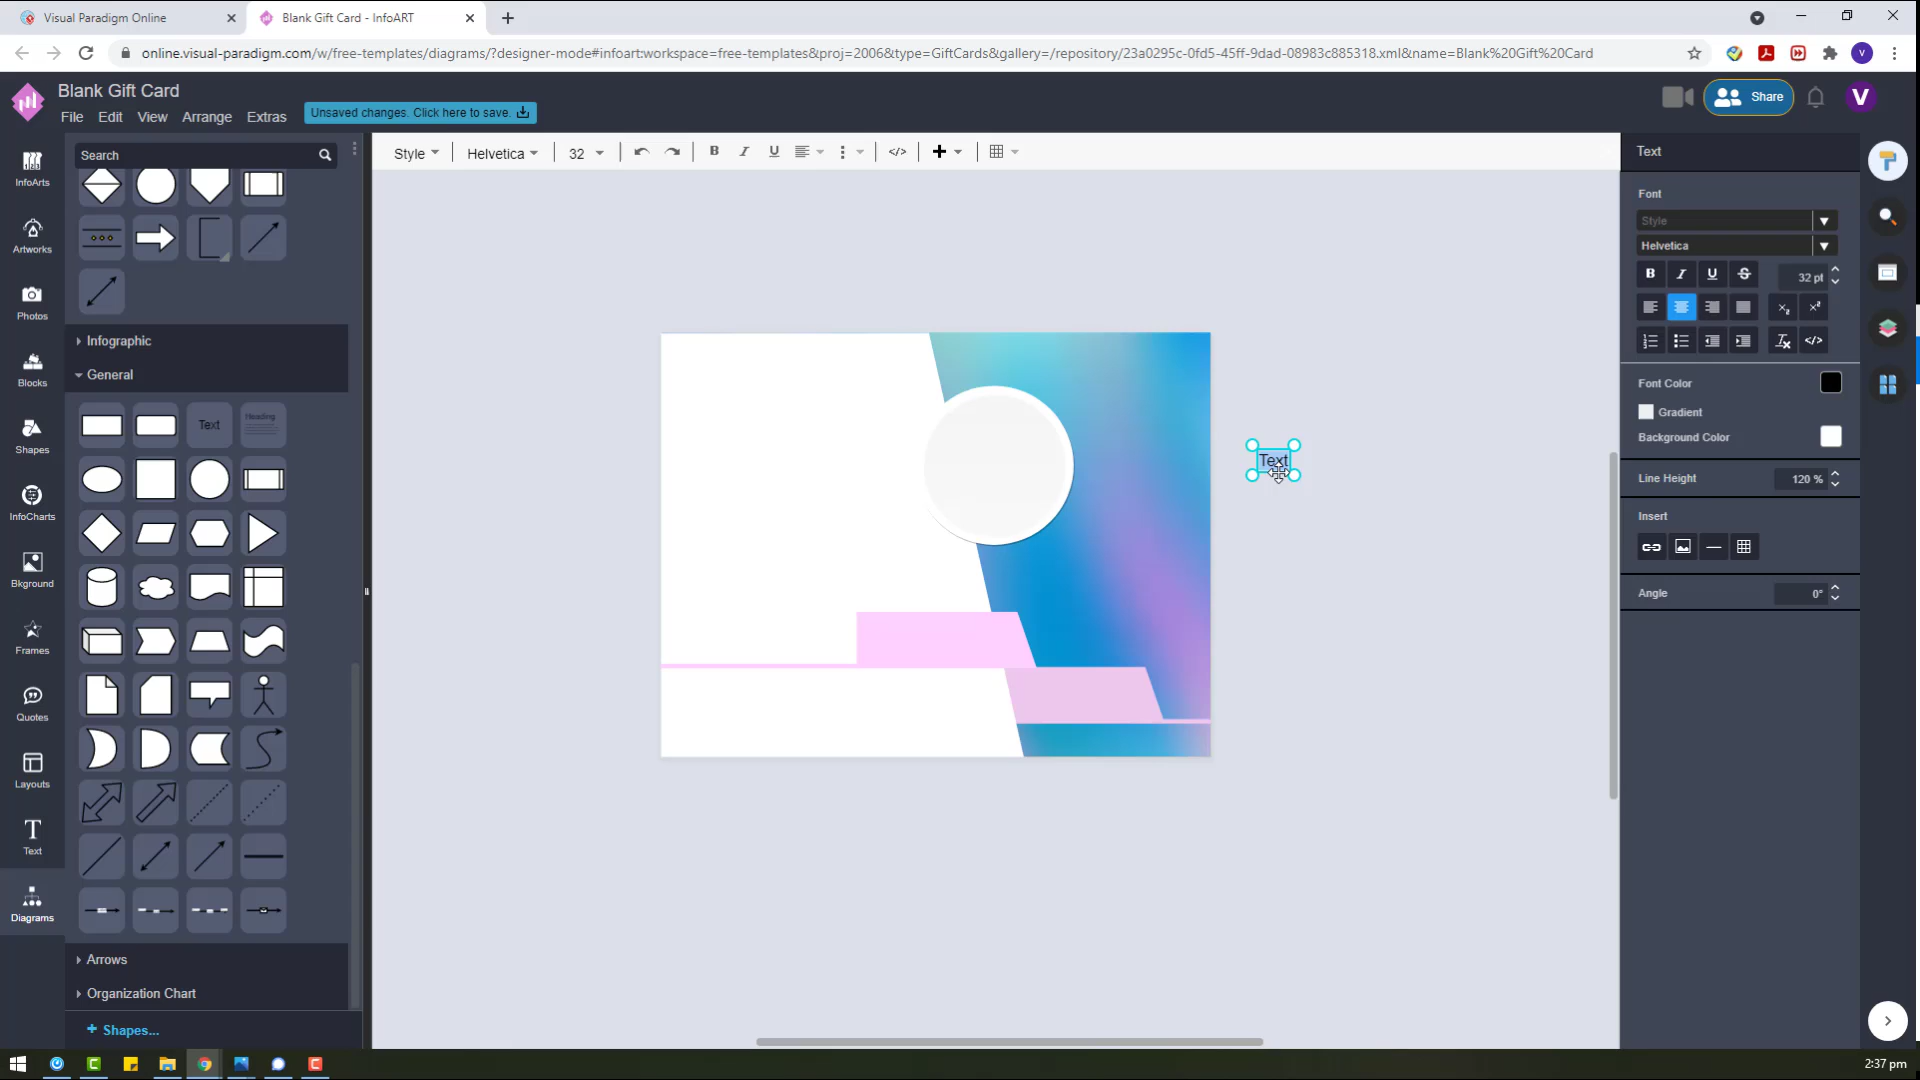 Visual Paradigm Online
Blank Gift Card - InfoART
online.visual-paradigm.com/w/free-templates/diagrams/?designer-mode#infoart:workspace=free-templates&proj=2006&type=GiftCards&gallery=/repository/23a0295c-0fd5-45ff-9dad-08983c885318.xml&name=Blank%20Gift%20Card
V
Blank Gift Card
File Edit View Arrange Extras
Unsaved changes. Click here to save.
Share
V
Search
Style Helvetica 32 B I U
InfoArts
Artworks
Photos
Blocks
Shapes
InfoCharts
Bkground
Frames
Quotes
Layouts
T
Text
Diagrams
Infographic
General
Text
Heading
Arrows
Organization Chart
+ Shapes...
Text
Text
Font
Style
Helvetica
B I U S 32 pt
Font Color
Gradient
Background Color
Line Height 120 %
Insert
Angle 0°
2:37 pm